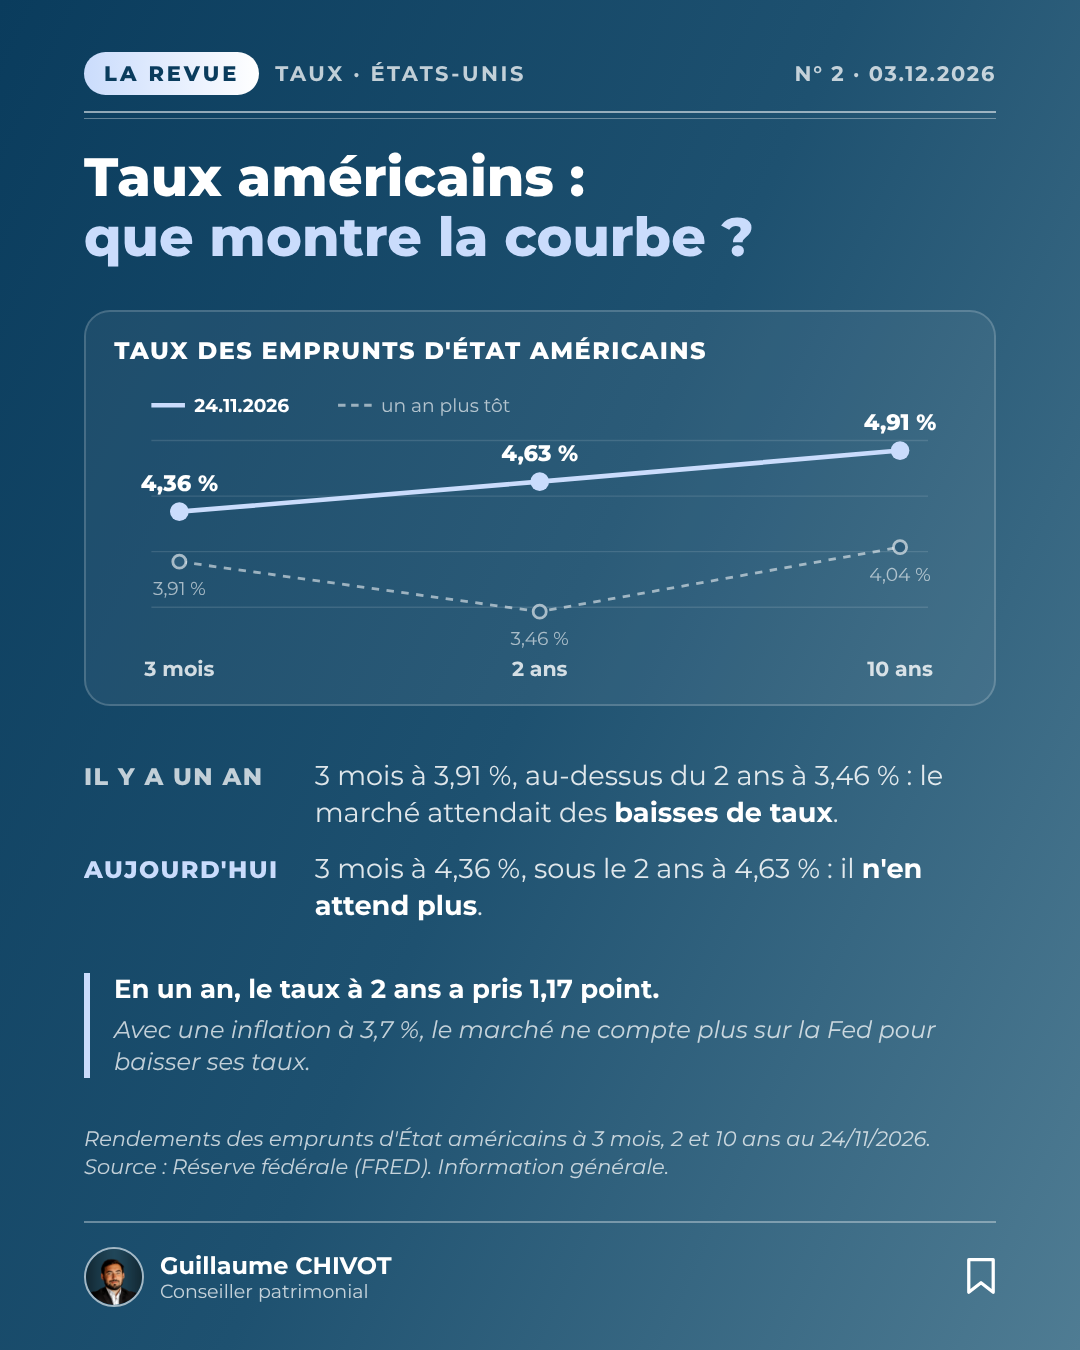 LA REVUE TAUX · ÉTATS-UNIS N° 2 · 03.12.2026
Taux américains :
que montre la courbe ?
TAUX DES EMPRUNTS D'ÉTAT AMÉRICAINS
24.11.2026 un an plus tôt
4,91 %
4,63 %
4,36 %
3,91 %
4,04 %
3,46 %
3 mois 2 ans 10 ans
IL Y A UN AN 3 mois à 3,91 %, au-dessus du 2 ans à 3,46 % : le
marché attendait des baisses de taux.
AUJOURD'HUI 3 mois à 4,36 %, sous le 2 ans à 4,63 % : il n'en
attend plus.
En un an, le taux à 2 ans a pris 1,17 point.
Avec une inflation à 3,7 %, le marché ne compte plus sur la Fed pour
baisser ses taux.
Rendements des emprunts d'État américains à 3 mois, 2 et 10 ans au 24/11/2026.
Source : Réserve fédérale (FRED). Information générale.
Guillaume CHIVOT
Conseiller patrimonial